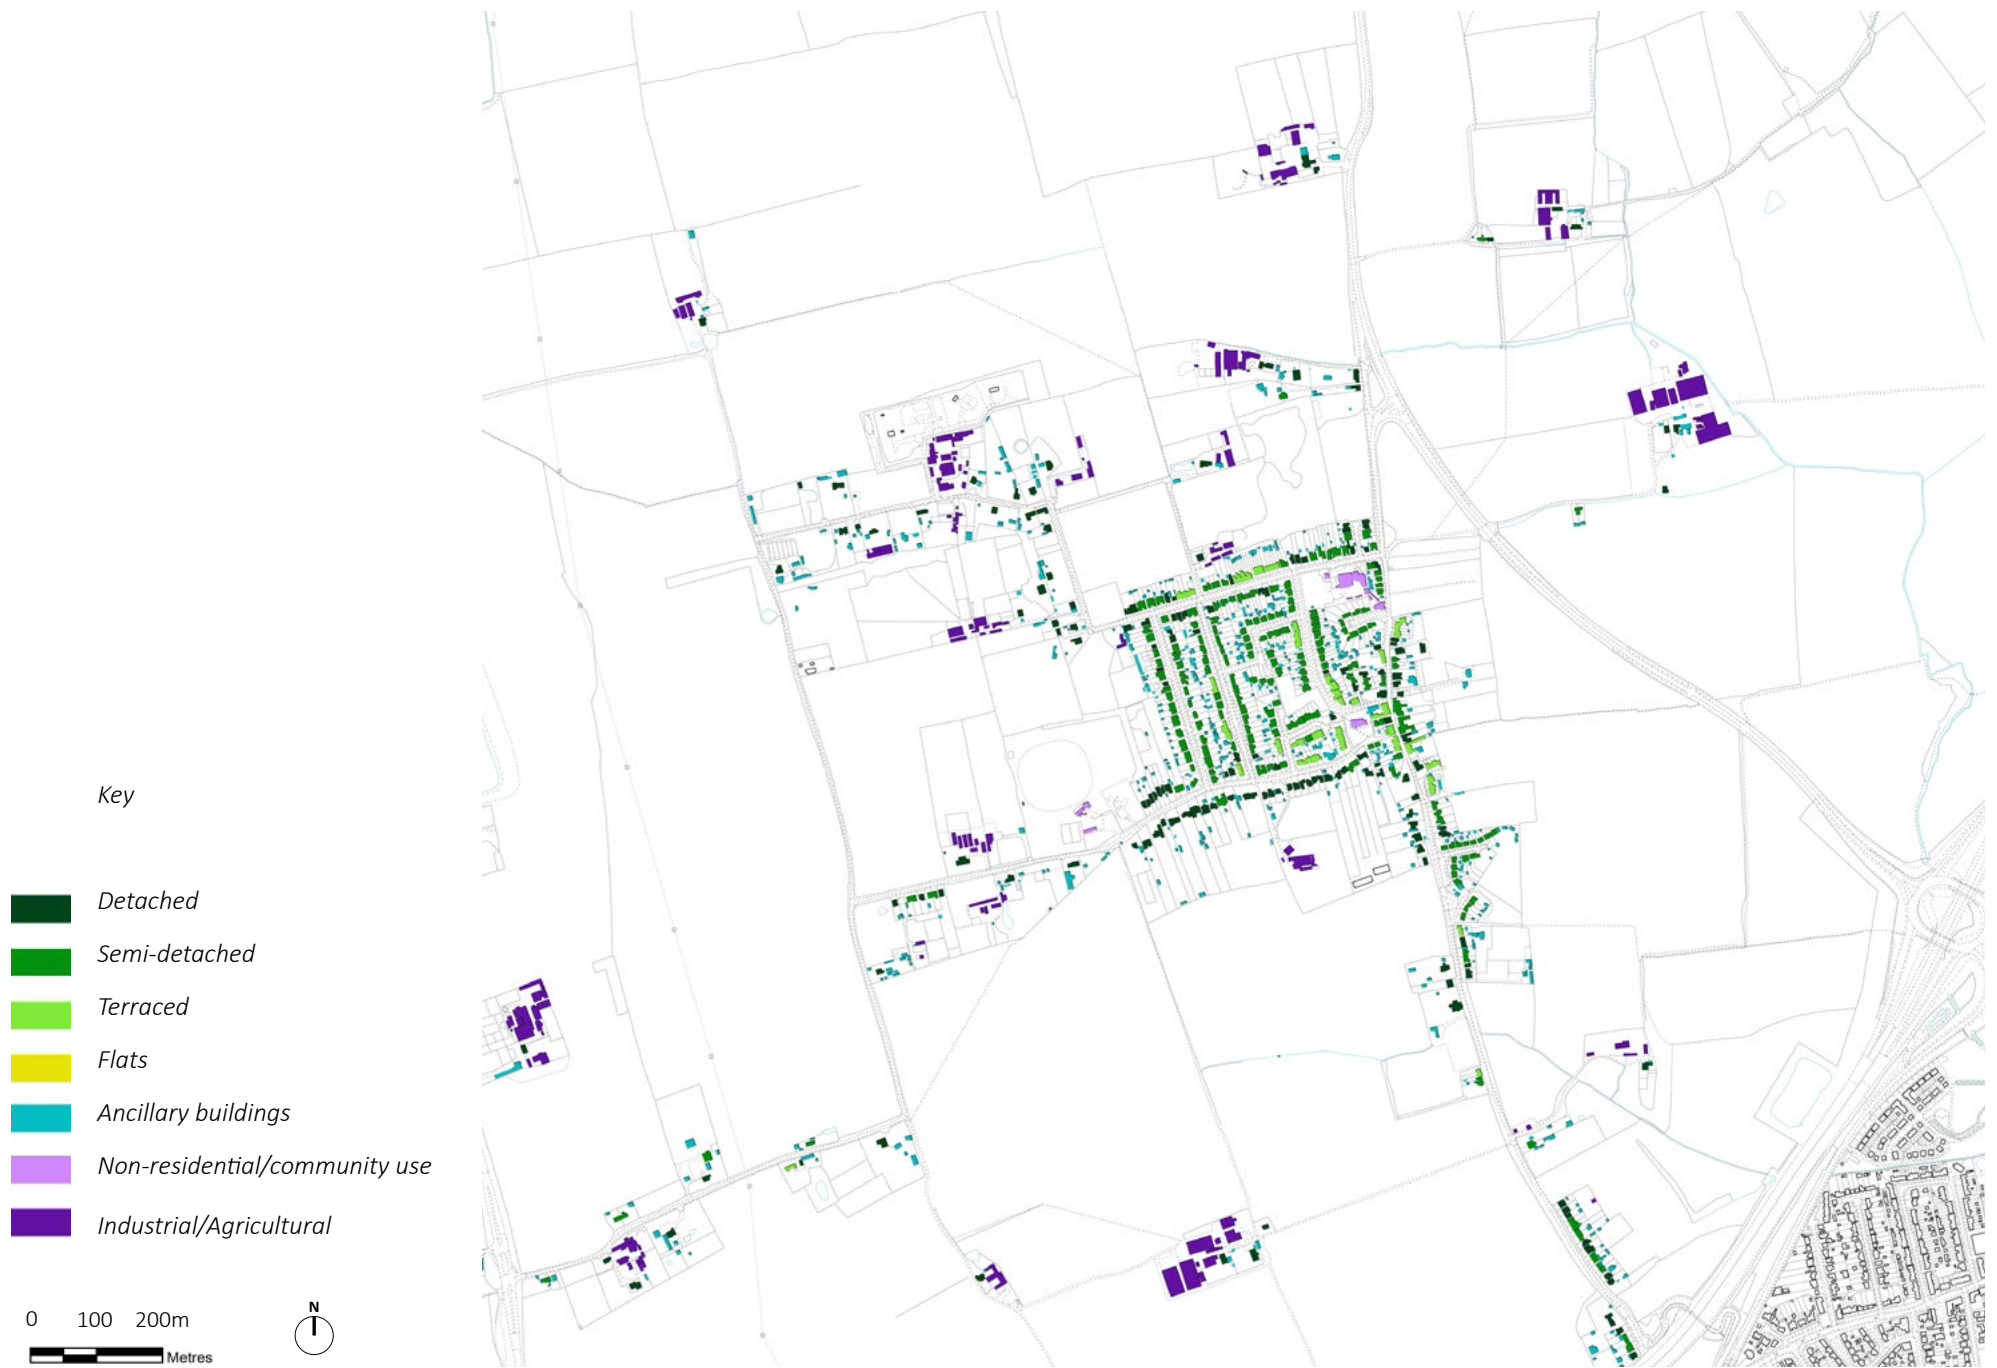 Key
Detached
Semi-detached
Terraced
Flats
Ancillary buildings
Non-residential/community use
Industrial/Agricultural
0 100 200m
Metres
N